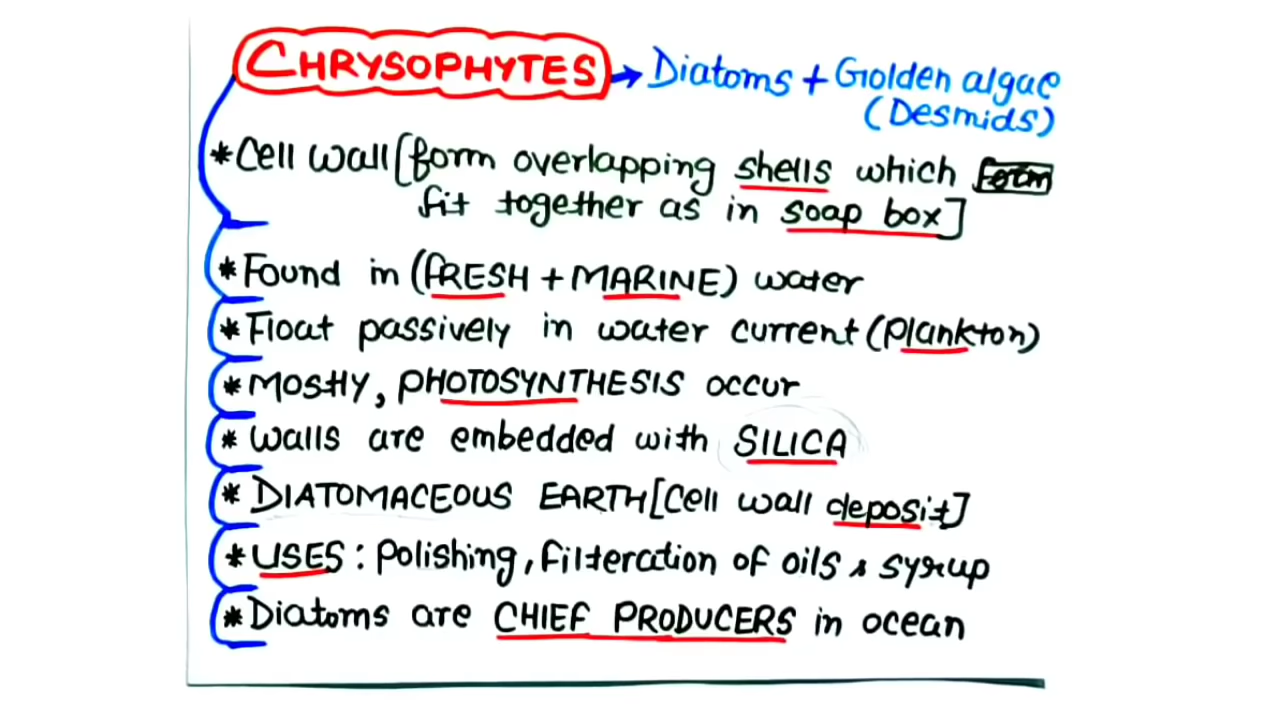 CHRYSOPHYTES → Diatoms + Golden algae
(Desmids)
* Cell wall [form overlapping shells which
fit together as in soap box]
* Found in (FRESH + MARINE) water
* Float passively in water current (Plankton)
* MOStly, PHOTOSYNTHESIS occur
* Walls are embedded with SILICA
* DIATOMACEOUS EARTH [Cell wall deposit]
* USES : Polishing, filteration of oils & syrup
* Diatoms are CHIEF PRODUCERS in ocean